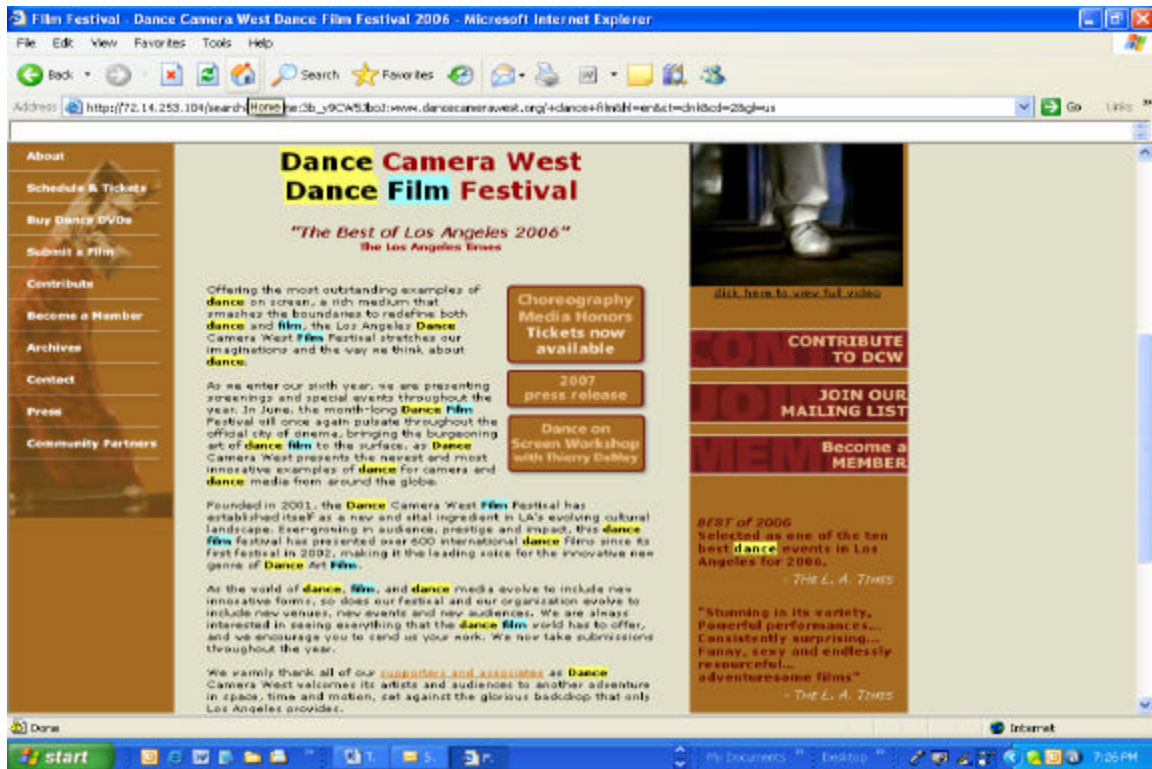 Film Festival - Dance Camera West Dance Film Festival 2006 - Microsoft Internet Explorer
File Edit View Favorites Tools Help
Back Search Favorites
Address Home Go Links »
About
Schedule & Tickets
Buy Dance DVDs
Submit a Film
Contribute
Become a Member
Archives
Contact
Press
Community Partners
Dance Camera West
Dance Film Festival
"The Best of Los Angeles 2006"
The Los Angeles Times
Offering the most outstanding examples of
dance on screen, a rich medium that
smashes the boundaries to redefine both
dance and film, the Los Angeles Dance
Camera West Film Festival stretches our
imaginations and the way we think about
dance.
As we enter our sixth year, we are presenting
screenings and special events throughout the
year. In June, the month-long Dance Film
Festival will once again pulsate throughout the
official city of cinema, bringing the burgeoning
art of dance film to the surface, as Dance
Camera West presents the newest and most
innovative examples of dance for camera and
dance media from around the globe.
Founded in 2001, the Dance Camera West Film Festival has
established itself as a new and vital ingredient in LA's evolving cultural
landscape. Ever-growing in audience, prestige and impact, this dance
film festival has presented over 600 international dance films since its
first festival in 2002, making it the leading voice for the innovative new
genre of Dance Art Film.
As the world of dance, film, and dance media evolve to include new
innovative forms, so does our festival and our organization evolve to
include new venues, new events and new audiences. We are always
interested in seeing everything that the dance film world has to offer,
and we encourage you to send us your work. We now take submissions
throughout the year.
We warmly thank all of our supporters and associates as Dance
Camera West welcomes its artists and audiences to another adventure
in space, time and motion, set against the glorious backdrop that only
Los Angeles provides.
Choreography
Media Honors
Tickets now
available
2007
press release
Dance on
Screen Workshop
with Thierry DeMey
click here to view full video
CONTRIBUTE
TO DCW
JOIN OUR
MAILING LIST
Become a
MEMBER
BEST of 2006
Selected as one of the ten
best dance events in Los
Angeles for 2006.
- THE L. A. TIMES
"Stunning in its variety,
Powerful performances...
Consistently surprising...
Funny, sexy and endlessly
resourceful...
adventuresome films"
- THE L. A. TIMES
Done Internet
start My Documents » Desktop » 7:26 PM